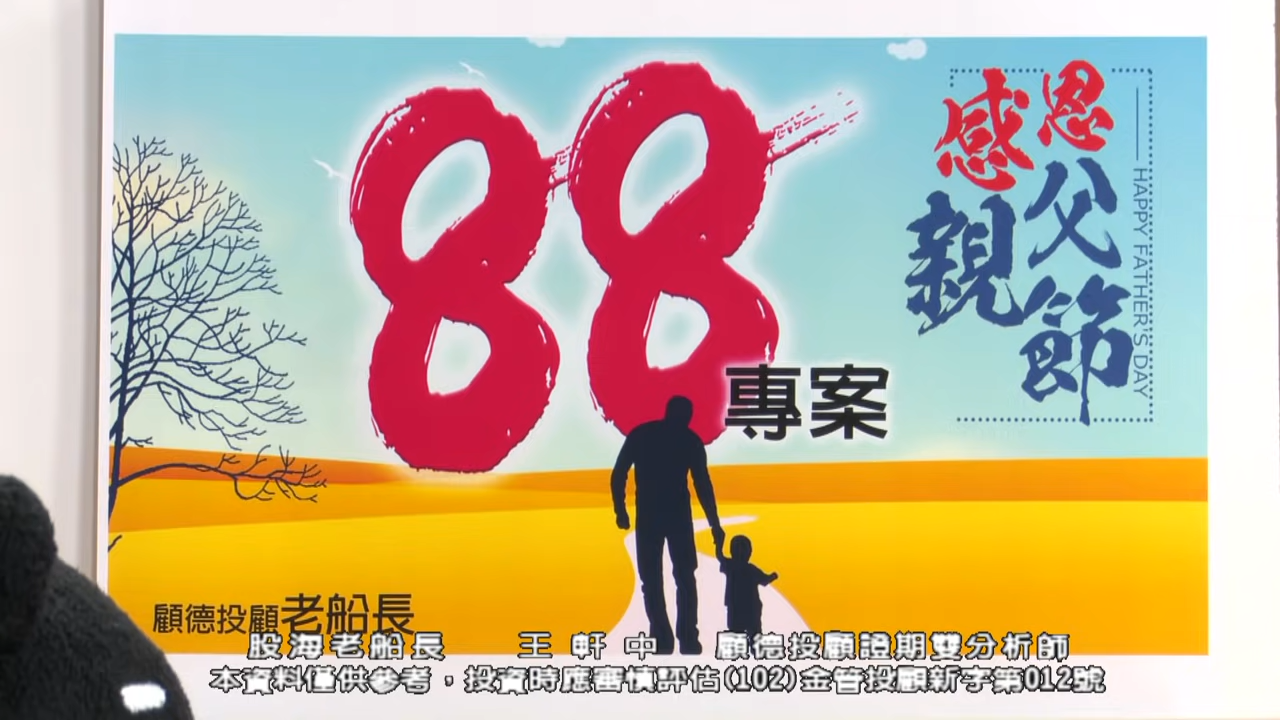 88
專案
感恩
父親節
HAPPY FATHER'S DAY
顧德投顧老船長
股海老船長 王軒中 顧德投顧證期雙分析師
本資料僅供參考，投資時應審慎評估(102)金管投顧新字第012號